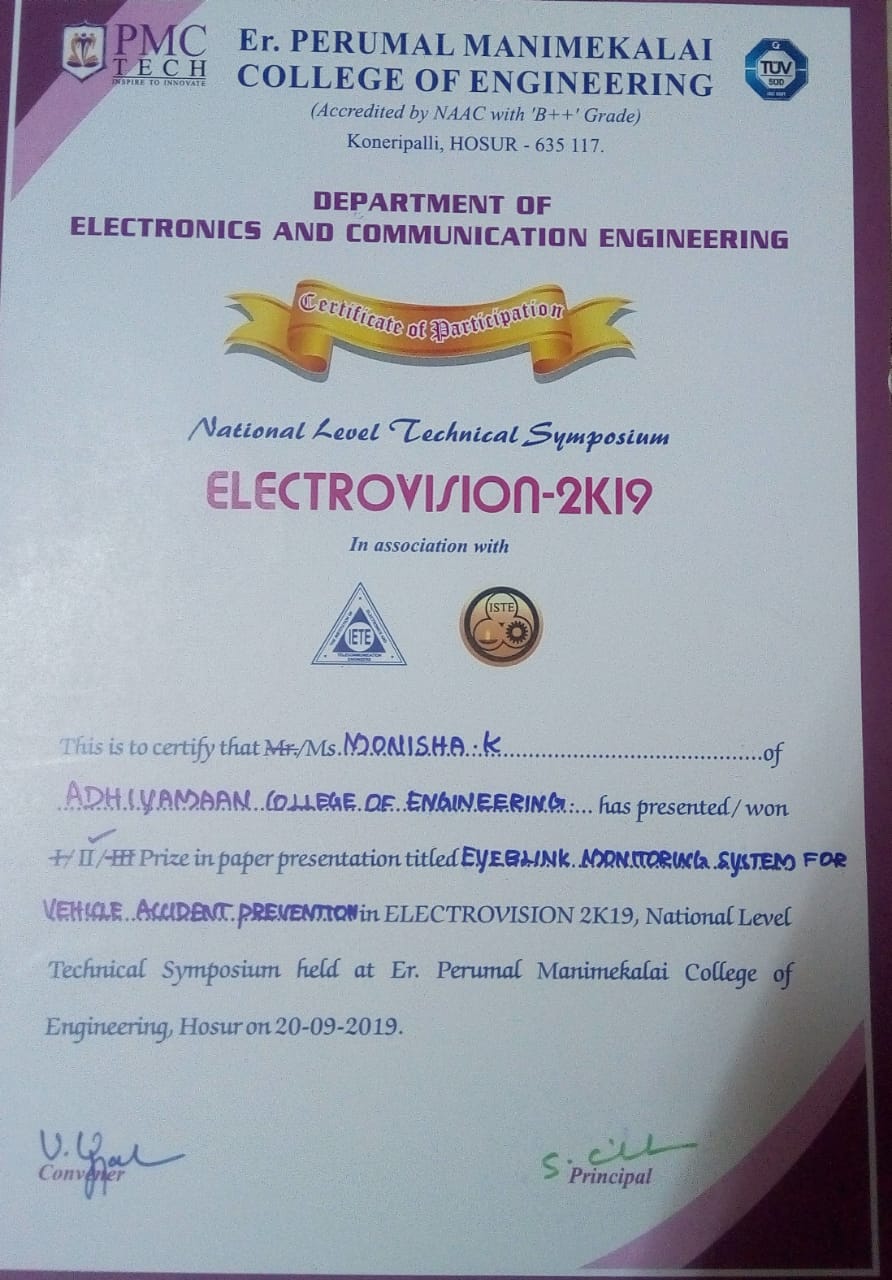 PMC
TECH
INSPIRE TO INNOVATE
Er. PERUMAL MANIMEKALAI
COLLEGE OF ENGINEERING
(Accredited by NAAC with 'B++' Grade)
Koneripalli, HOSUR - 635 117.
TÜV
SÜD
DEPARTMENT OF
ELECTRONICS AND COMMUNICATION ENGINEERING
Certificate of Participation
National Level Technical Symposium
ELECTROVISION-2K19
In association with
IETE
ISTE
This is to certify that Mr./Ms. MONISHA.K of
ADHIYAMAAN COLLEGE OF ENGINEERING has presented/ won
I/ II/ III Prize in paper presentation titled EYEBLINK MONITORING SYSTEM FOR
VEHICLE ACCIDENT PREVENTION in ELECTROVISION 2K19, National Level
Technical Symposium held at Er. Perumal Manimekalai College of
Engineering, Hosur on 20-09-2019.
Convener
Principal